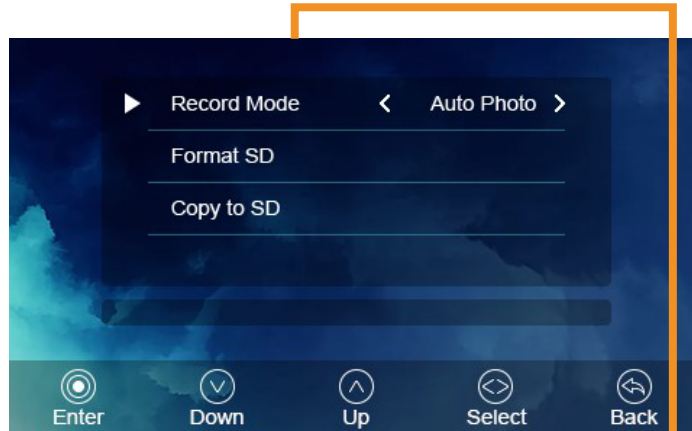 Record Mode Auto Photo
Format SD
Copy to SD
Enter Down Up Select Back